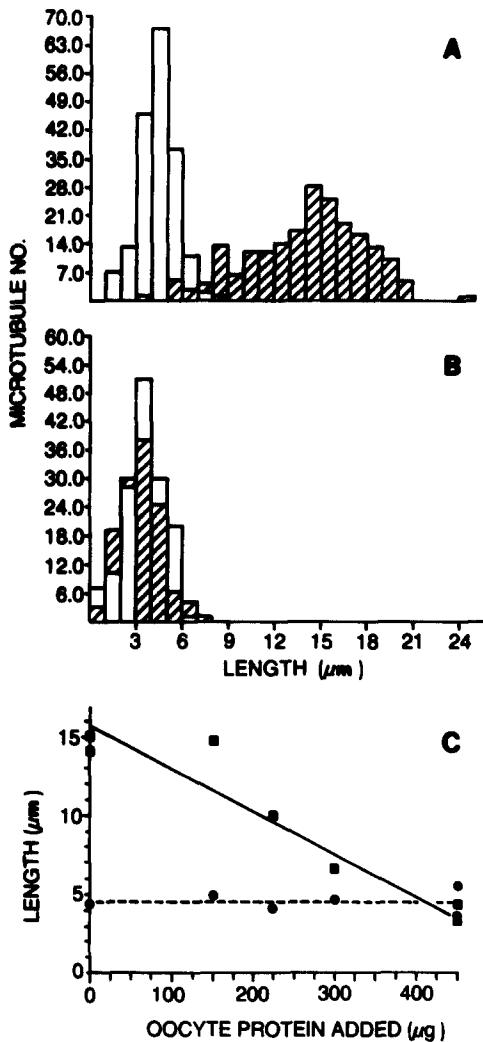 A
70.0
63.0
56.0
49.0
42.0
35.0
28.0
21.0
14.0
7.0
MICROTUBULE NO.
B
60.0
54.0
48.0
42.0
36.0
30.0
24.0
18.0
12.0
6.0
3 6 9 12 15 18 21 24
LENGTH (μm)
C
15
10
5
0
LENGTH (μm)
0 100 200 300 400
OOCYTE PROTEIN ADDED (μg)